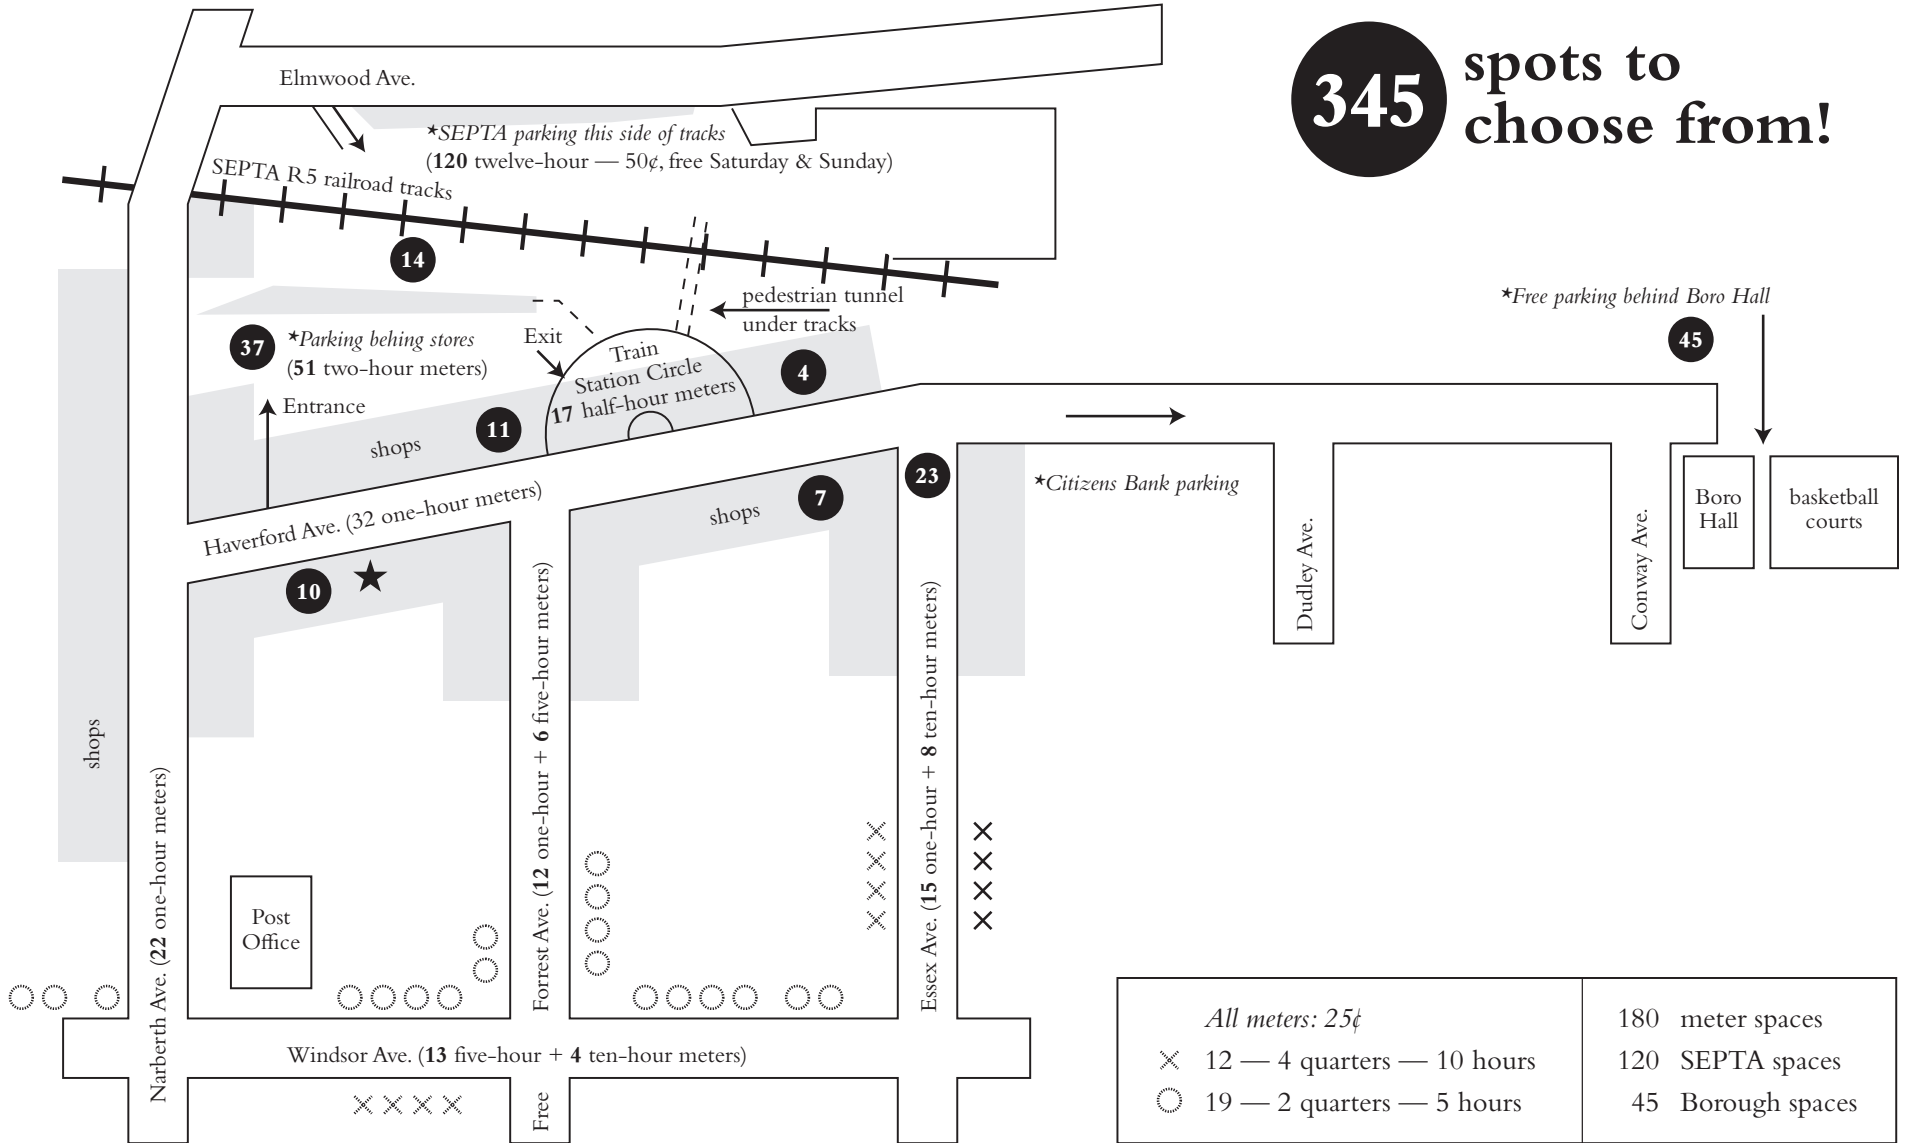 345
spots to
choose from!
Elmwood Ave.
*SEPTA parking this side of tracks
(120 twelve-hour — 50¢, free Saturday & Sunday)
SEPTA R5 railroad tracks
14
pedestrian tunnel
under tracks
*Free parking behind Boro Hall
45
37
*Parking behing stores
(51 two-hour meters)
Exit
Train
Station Circle
17 half-hour meters
4
Entrance
shops
11
Haverford Ave. (32 one-hour meters)
10
★
shops
7
23
*Citizens Bank parking
Dudley Ave.
Conway Ave.
Boro
Hall
basketball
courts
shops
Narberth Ave. (22 one-hour meters)
Post
Office
Forrest Ave. (12 one-hour + 6 five-hour meters)
Essex Ave. (15 one-hour + 8 ten-hour meters)
Windsor Ave. (13 five-hour + 4 ten-hour meters)
Free
All meters: 25¢
12 — 4 quarters — 10 hours
19 — 2 quarters — 5 hours
180 meter spaces
120 SEPTA spaces
45 Borough spaces